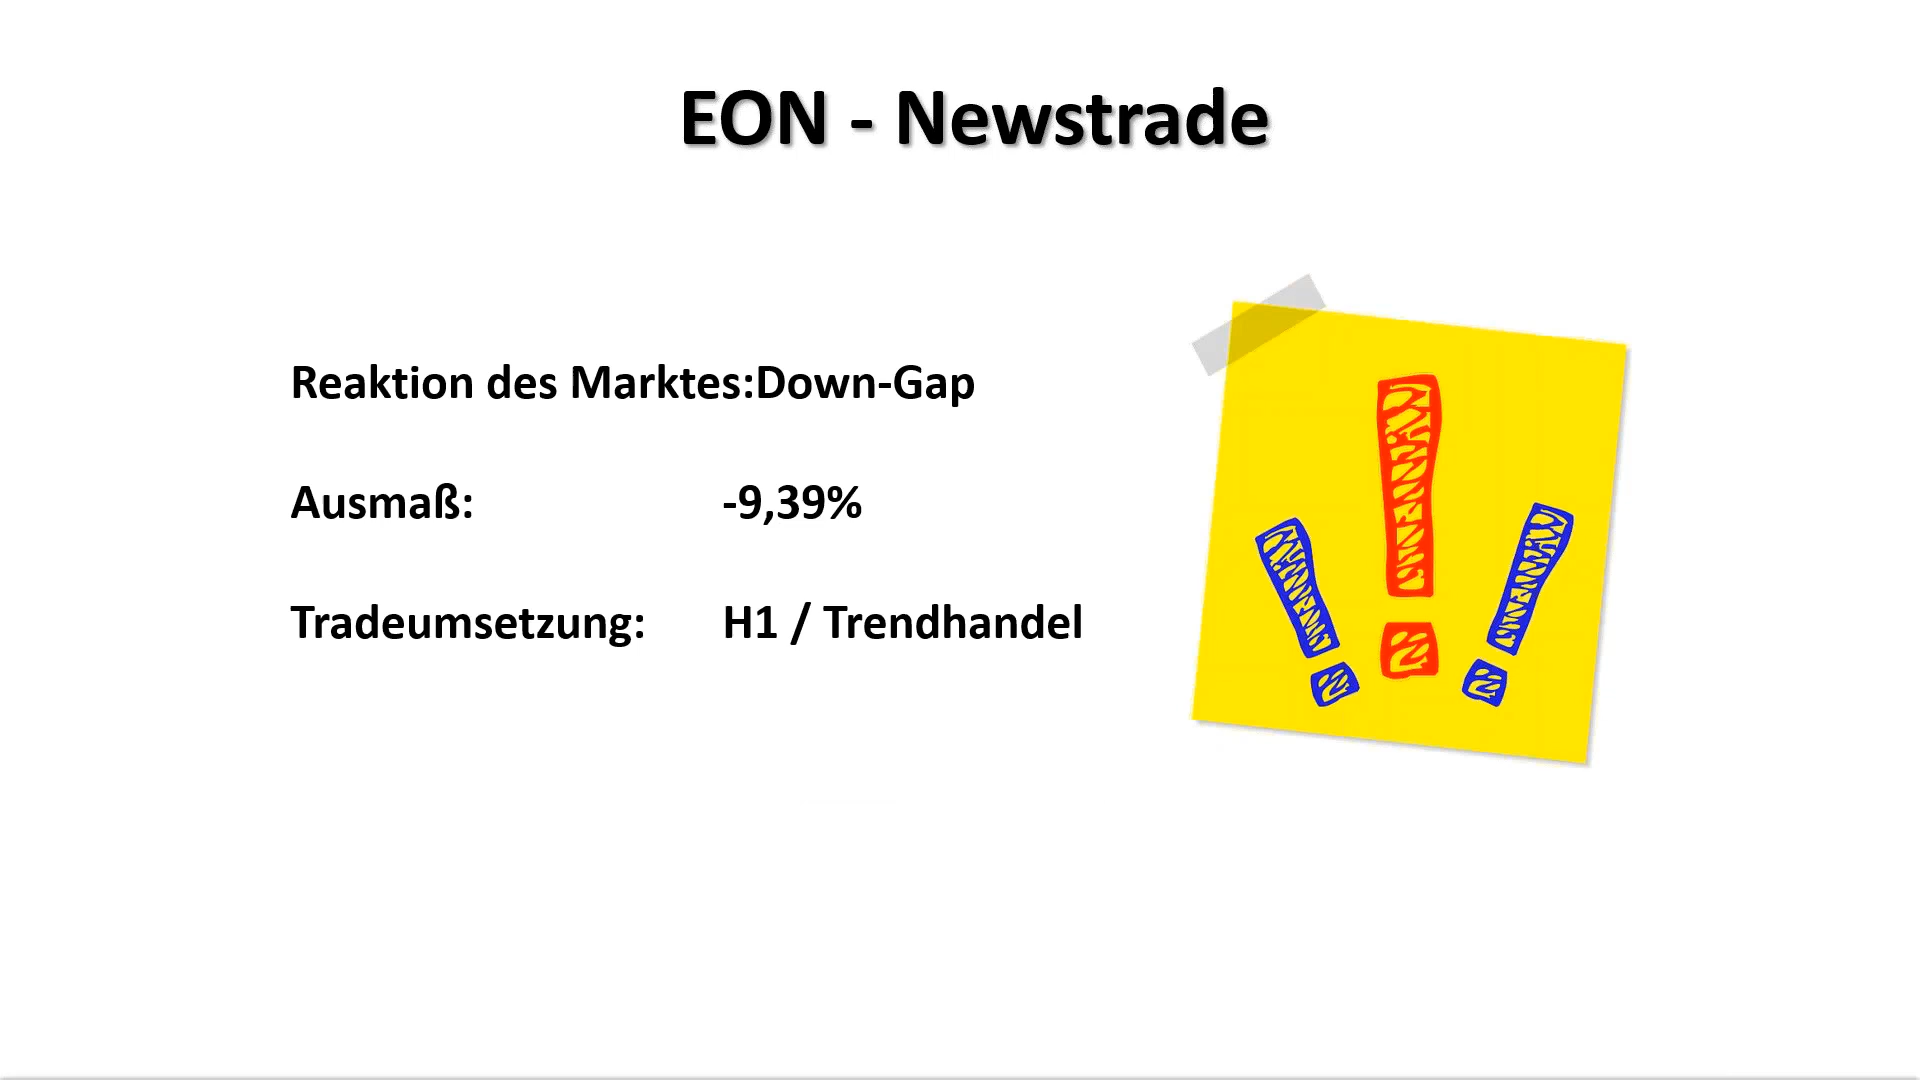 EON - Newstrade
Reaktion des Marktes:Down-Gap
Ausmaß: -9,39%
Tradeumsetzung: H1 / Trendhandel